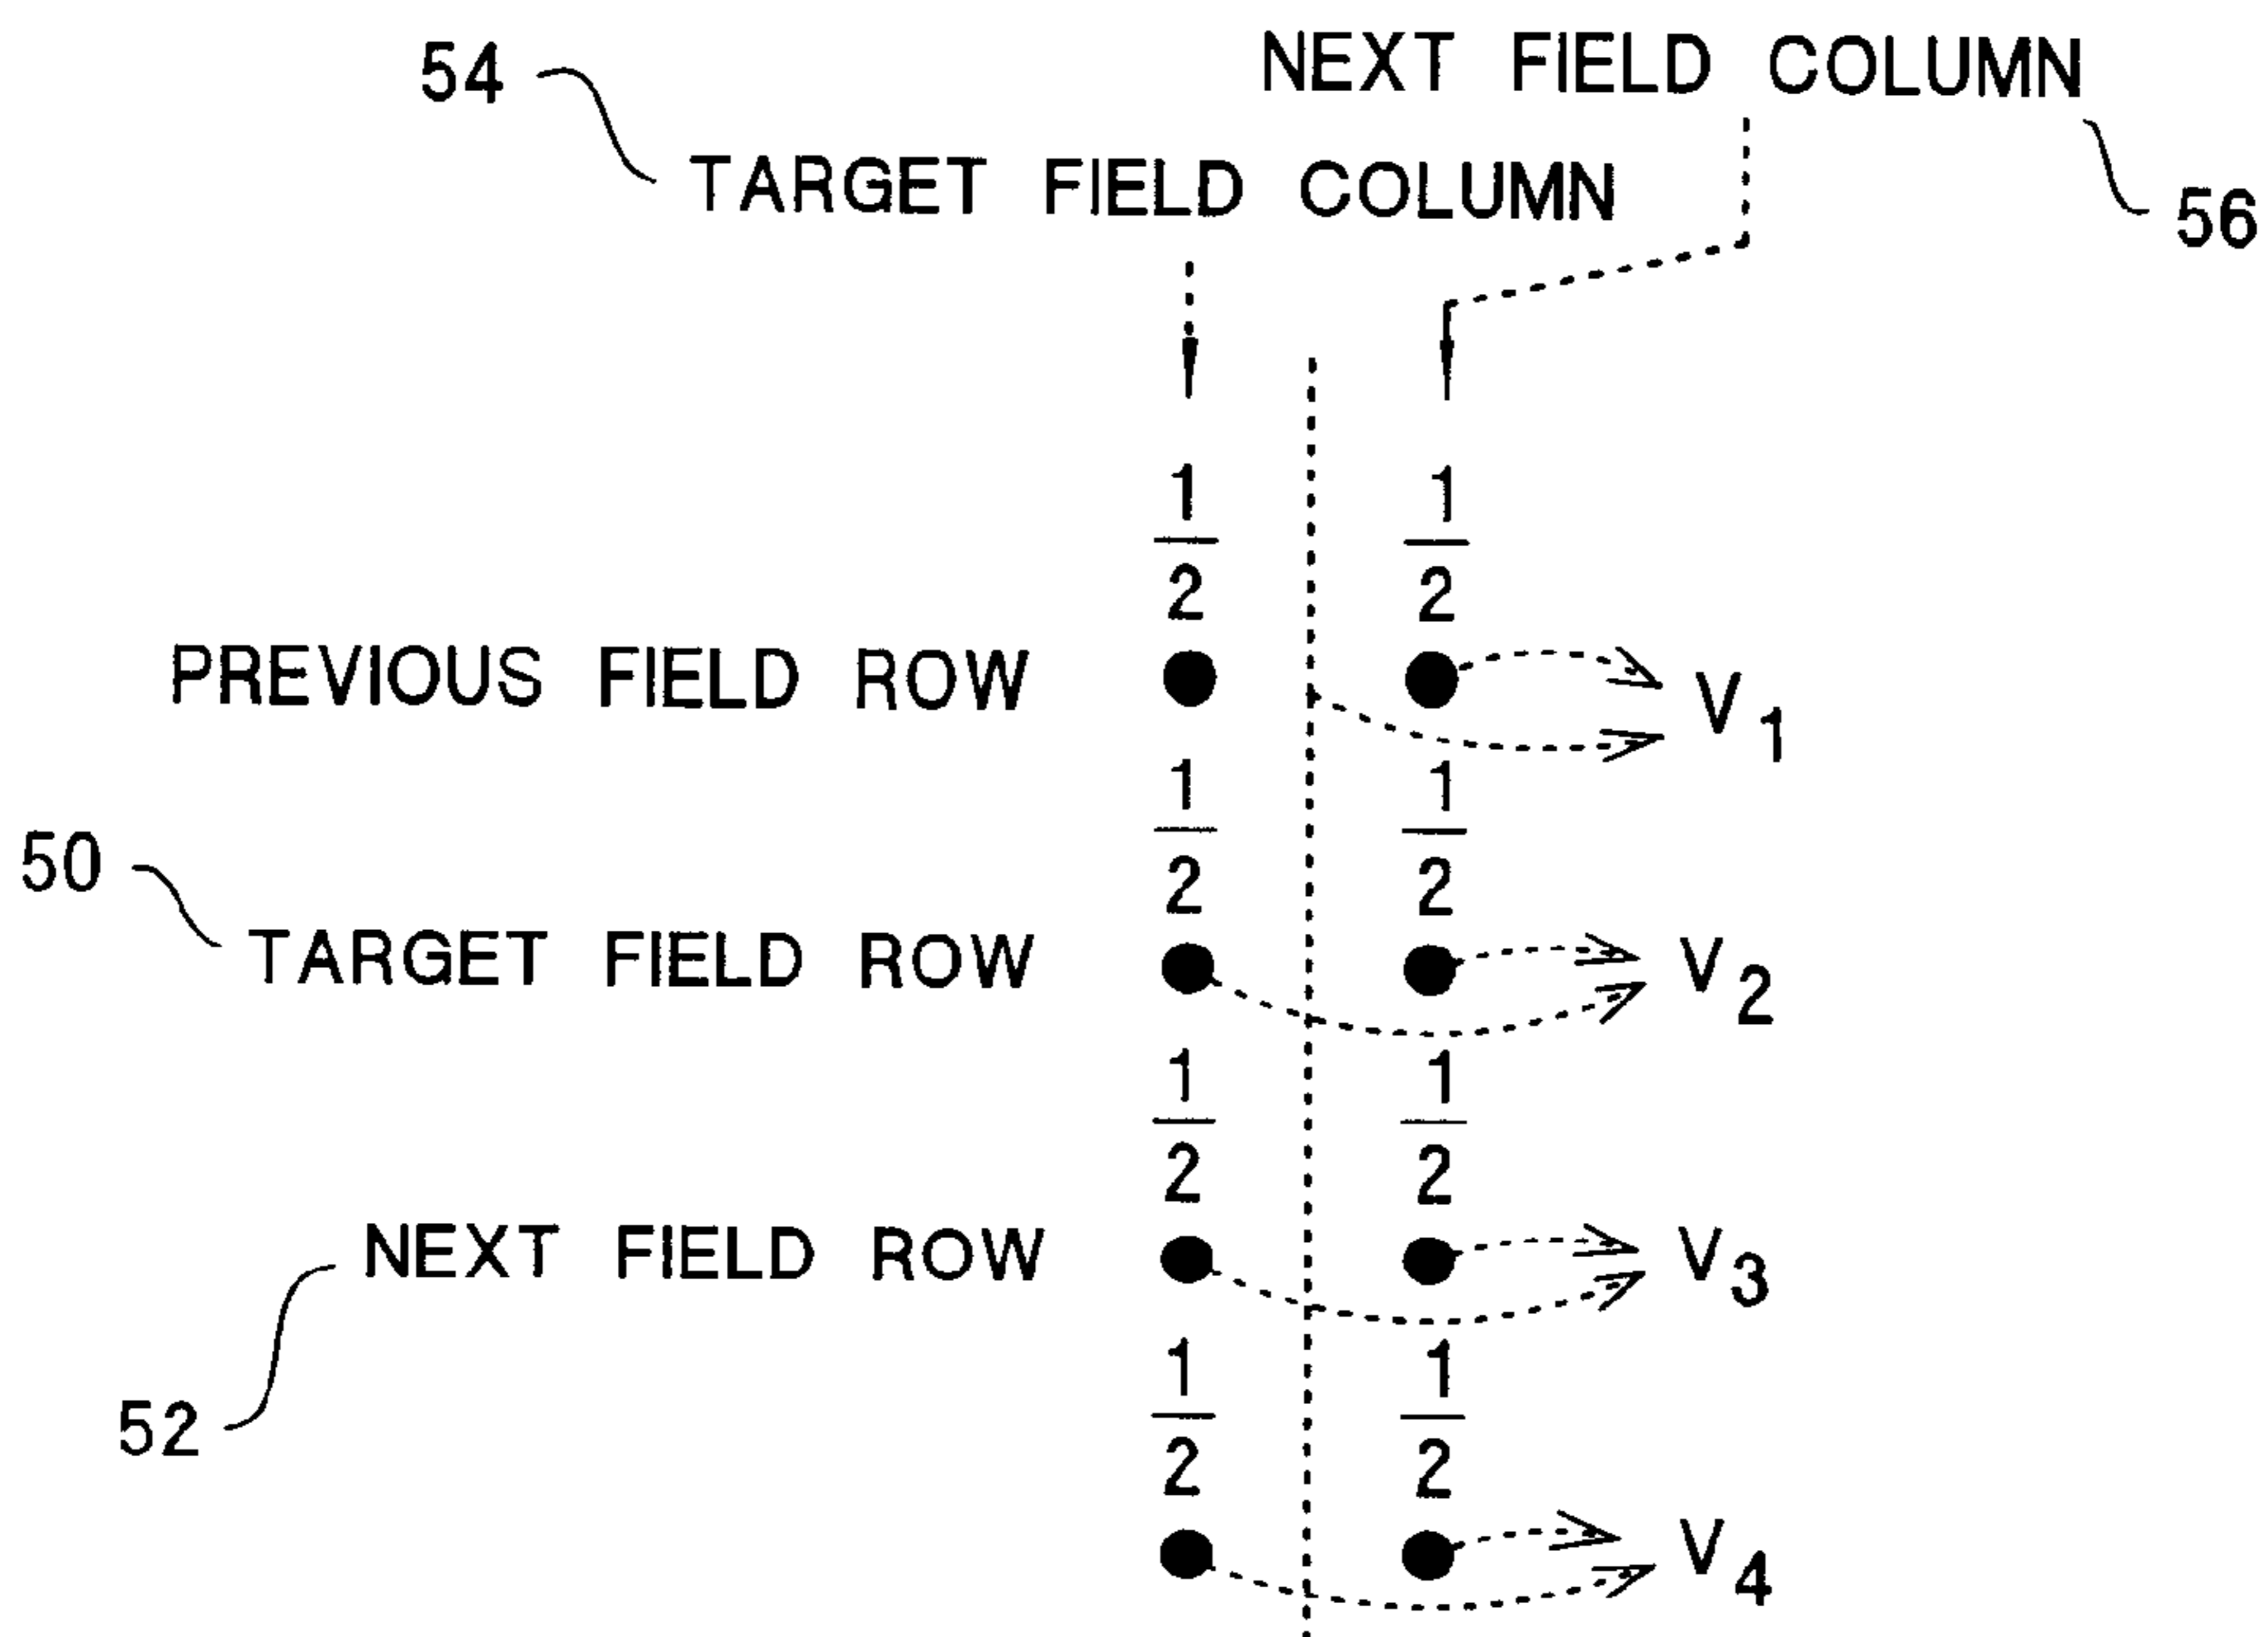 54
NEXT FIELD COLUMN
TARGET FIELD COLUMN
56
1/2 1/2
PREVIOUS FIELD ROW
V1
1/2 1/2
50
TARGET FIELD ROW
V2
1/2 1/2
NEXT FIELD ROW
V3
52
1/2 1/2
V4